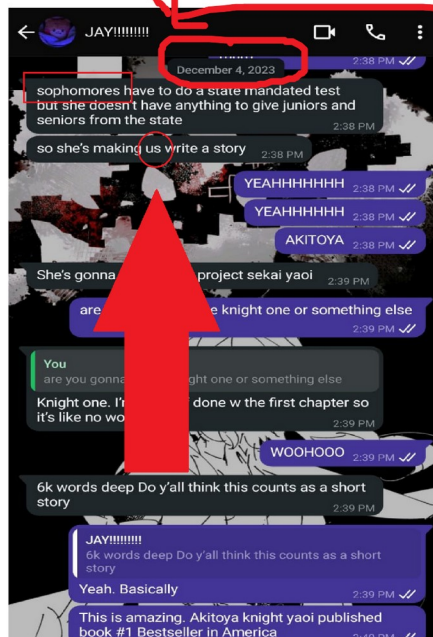 JAY!!!!!!!!!
2:38 PM
December 4, 2023
sophomores have to do a state mandated test
but she doesn't have anything to give juniors and
seniors from the state
2:38 PM
so she's making us write a story 2:38 PM
YEAHHHHHHH 2:38 PM
YEAHHHHHHH 2:38 PM
AKITOYA 2:38 PM
She's gonna project sekai yaoi 2:39 PM
are knight one or something else
2:39 PM
You
are you gonna ght one or something else
Knight one. done w the first chapter so
it's like no
2:39 PM
WOOHOOO 2:39 PM
6k words deep Do y'all think this counts as a short
story
2:39 PM
JAY!!!!!!!!!
6k words deep Do y'all think this counts as a short
story
Yeah. Basically
2:39 PM
This is amazing. Akitoya knight yaoi published
book #1 Bestseller in America